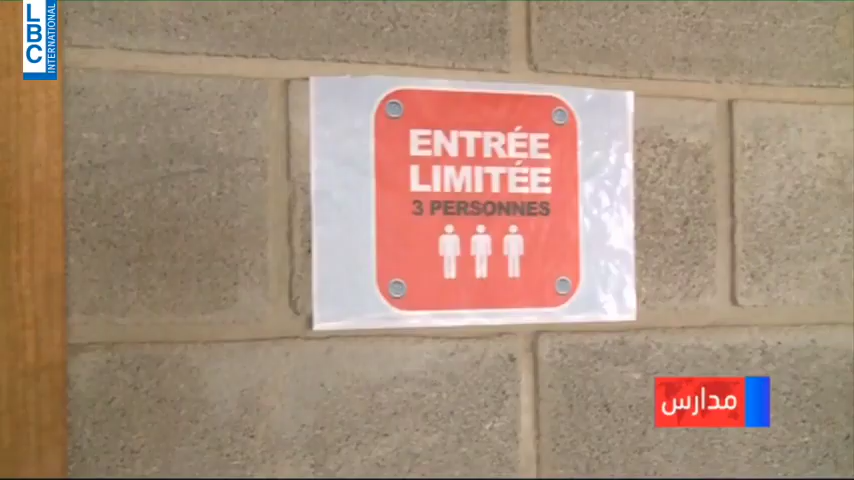 LBC
INTERNATIONAL
ENTRÉE
LIMITÉE
3 PERSONNES
مدارس